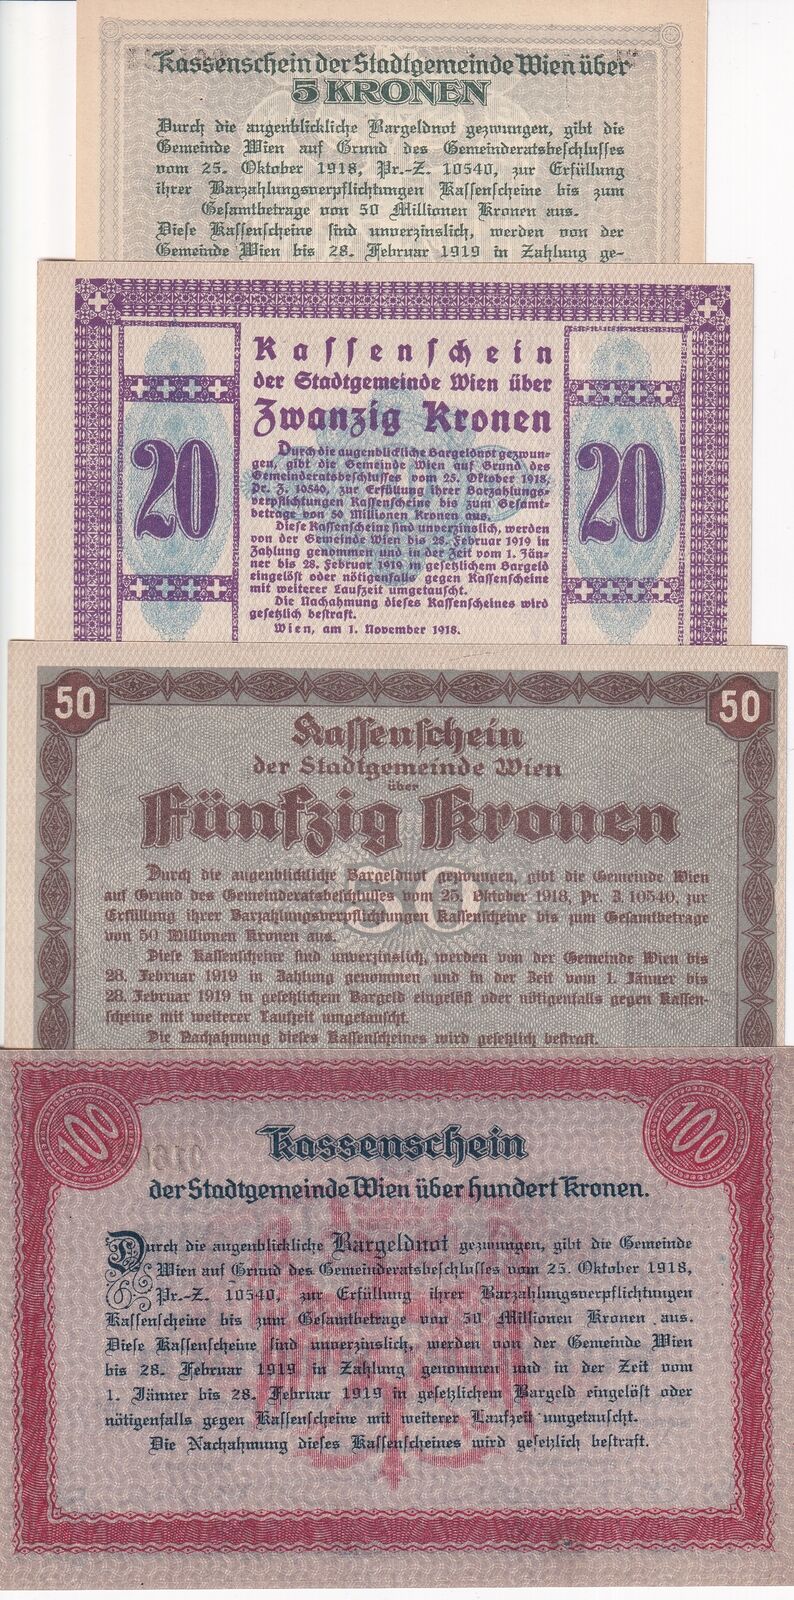 Kassenschein der Stadtgemeinde Wien über
5 KRONEN
Durch die augenblickliche Bargeldnot gezwungen, gibt die
Gemeinde Wien auf Grund des Gemeinderatsbeschlusses
vom 25. Oktober 1918, Pr.-Z. 10540, zur Erfüllung
ihrer Barzahlungsverpflichtungen Kassenscheine bis zum
Gesamtbetrage von 50 Millionen Kronen aus.
Diese Kassenscheine sind unverzinslich, werden von der
Gemeinde Wien bis 28. Februar 1919 in Zahlung ge-
Kassenschein
der Stadtgemeinde Wien über
Zwanzig Kronen
20
20
Durch die augenblickliche Bargeldnot gezwun-
gen, gibt die Gemeinde Wien auf Grund des
Gemeinderatsbeschlusses vom 25. Oktober 1918,
Pr. Z. 10540, zur Erfüllung ihrer Barzahlungs-
verpflichtungen Kassenscheine bis zum Gesamt-
betrage von 50 Millionen Kronen aus.
Diese Kassenscheine sind unverzinslich, werden
von der Gemeinde Wien bis 28. Februar 1919 in
Zahlung genommen und in der Zeit vom 1. Jän-
ner bis 28. Februar 1919 in gesetzlichem Bargeld
eingelöst oder nötigenfalls gegen Kassenscheine
mit weiterer Laufzeit umgetauscht.
Die Nachahmung dieses Kassenscheines wird
gesetzlich bestraft.
Wien, am 1. November 1918.
50
50
Kassenschein
der Stadtgemeinde Wien
über
Fünfzig Kronen
50
Durch die augenblickliche Bargeldnot gezwungen, gibt die Gemeinde Wien
auf Grund des Gemeinderatsbeschlusses vom 25. Oktober 1918, Pr. Z. 10540, zur
Erfüllung ihrer Barzahlungsverpflichtungen Kassenscheine bis zum Gesamtbetrage
von 50 Millionen Kronen aus.
Diese Kassenscheine sind unverzinslich, werden von der Gemeinde Wien bis
28. Februar 1919 in Zahlung genommen und in der Zeit vom 1. Jänner bis
28. Februar 1919 in gesetzlichem Bargeld eingelöst oder nötigenfalls gegen Kassen-
scheine mit weiterer Laufzeit umgetauscht.
Die Nachahmung dieses Kassenscheines wird gesetzlich bestraft.
100
100
Kassenschein
der Stadtgemeinde Wien über hundert Kronen.
Durch die augenblickliche Bargeldnot gezwungen, gibt die Gemeinde
Wien auf Grund des Gemeinderatsbeschlusses vom 25. Oktober 1918,
Pr.-Z. 10540, zur Erfüllung ihrer Barzahlungsverpflichtungen
Kassenscheine bis zum Gesamtbetrage von 50 Millionen Kronen aus.
Diese Kassenscheine sind unverzinslich, werden von der Gemeinde Wien
bis 28. Februar 1919 in Zahlung genommen und in der Zeit vom
1. Jänner bis 28. Februar 1919 in gesetzlichem Bargeld eingelöst oder
nötigenfalls gegen Kassenscheine mit weiterer Laufzeit umgetauscht.
Die Nachahmung dieses Kassenscheines wird gesetzlich bestraft.